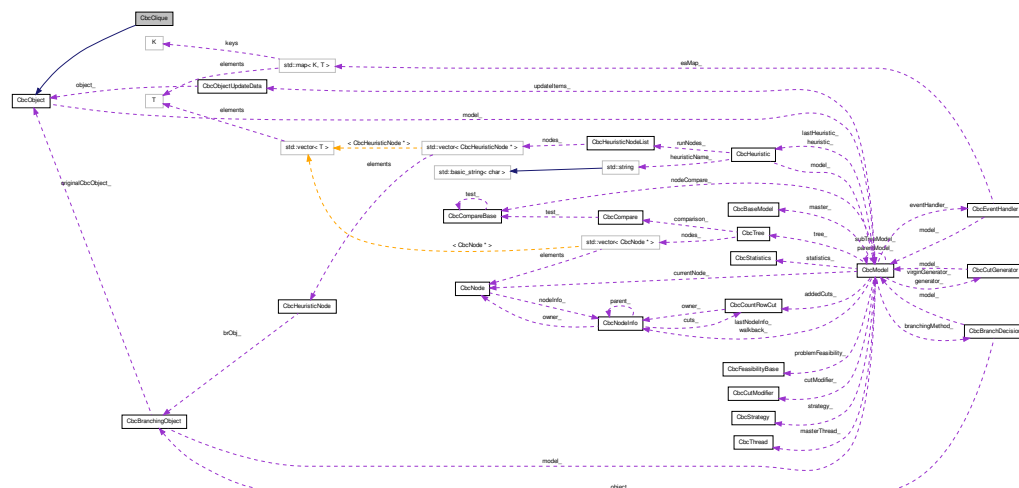 CbcClique
K
keys
elements
std::map< K, T >
eaMap_
CbcObject
object_
CbcObjectUpdateData
updateItems_
T
elements
model_
std::vector< T >
< CbcHeuristicNode * >
std::vector< CbcHeuristicNode * >
nodes_
CbcHeuristicNodeList
runNodes_
CbcHeuristic
lastHeuristic_
heuristic_
heuristicName_
model_
elements
std::basic_string< char >
std::string
originalCbcObject_
nodeCompare_
test_
CbcCompareBase
test_
CbcCompare
comparison_
CbcBaseModel
master_
eventHandler_
CbcEventHandler
model_
CbcTree
tree_
nodes_
std::vector< CbcNode * >
< CbcNode * >
subTreeModel_
parentModel_
CbcStatistics
statistics_
elements
CbcModel
model_
virginGenerator_
generator_
CbcCutGenerator
currentNode_
CbcNode
nodeInfo_
owner_
parent_
CbcNodeInfo
owner_
cuts_
CbcCountRowCut
addedCuts_
lastNodeInfo_
walkback_
model_
branchingMethod_
CbcBranchDecision
CbcHeuristicNode
brObj_
problemFeasibility_
CbcFeasibilityBase
cutModifier_
CbcCutModifier
strategy_
CbcStrategy
masterThread_
CbcThread
CbcBranchingObject
model_
object_